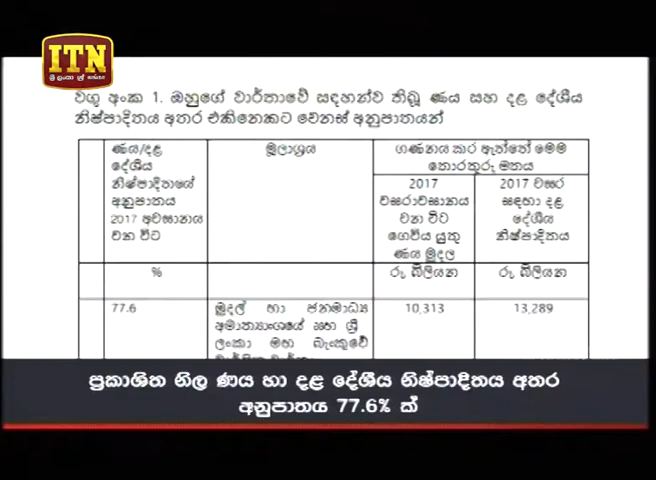 ITN
වගු අංක 1. ඔහුගේ වාර්තාවේ සඳහන්ව තිබූ ණය සහ දළ දේශීය
නිෂ්පාදිතය අතර එකිනෙකට වෙනස් අනුපාතයන්
ණය/දළ
දේශීය
නිෂ්පාදිතයේ
අනුපාතය
2017 අවසානය
වන විට
මූලාශ්‍රය
ගණනය කර ඇත්තේ මෙම
තොරතුරු මතය
2017
වසරාවසානය
වන විට
ගෙවිය යුතු
ණය මුදල
2017 වසර
සඳහා දළ
දේශීය
නිෂ්පාදිතය
%
රු බිලියන
රු බිලියන
77.6
මුදල් හා ජනමාධ්‍ය
අමාත්‍යාංශයේ සහ ශ්‍රී
ලංකා මහ බැංකුවේ
10,313
13,289
ප්‍රකාශිත නිල ණය හා දළ දේශීය නිෂ්පාදිතය අතර
අනුපාතය 77.6% ක්